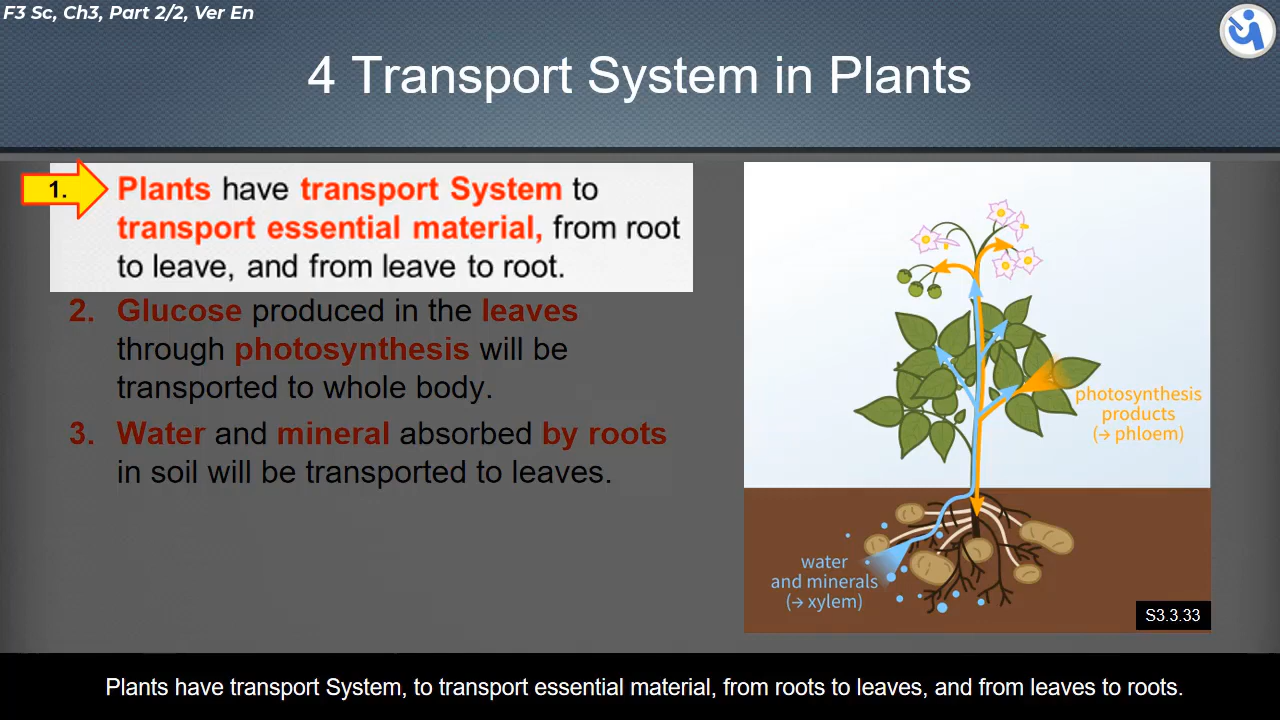 F3 Sc, Ch3, Part 2/2, Ver En
4 Transport System in Plants
1. Plants have transport System to
transport essential material, from root
to leave, and from leave to root.
2. Glucose produced in the leaves
through photosynthesis will be
transported to whole body.
3. Water and mineral absorbed by roots
in soil will be transported to leaves.
photosynthesis
products
(→ phloem)
water
and minerals
(→ xylem)
S3.3.33
Plants have transport System, to transport essential material, from roots to leaves, and from leaves to roots.